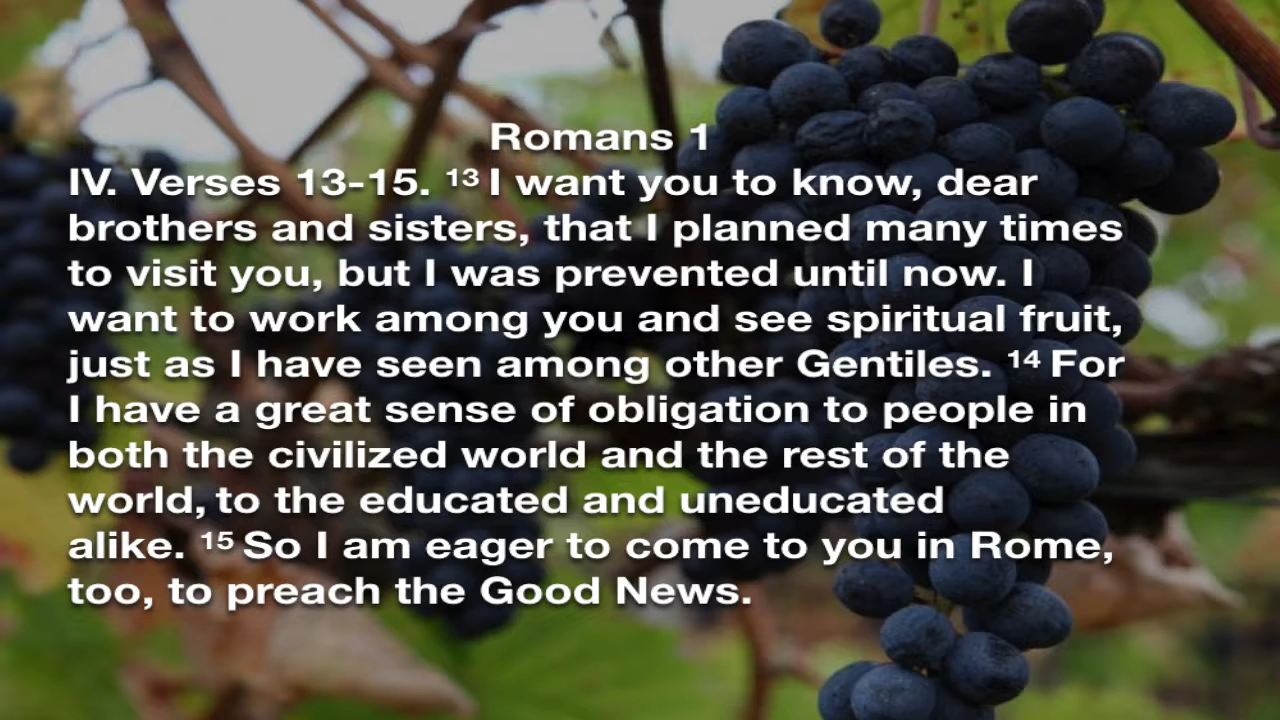 Romans 1
IV. Verses 13-15. ¹³ I want you to know, dear
brothers and sisters, that I planned many times
to visit you, but I was prevented until now. I
want to work among you and see spiritual fruit,
just as I have seen among other Gentiles. ¹⁴ For
I have a great sense of obligation to people in
both the civilized world and the rest of the
world, to the educated and uneducated
alike. ¹⁵ So I am eager to come to you in Rome,
too, to preach the Good News.